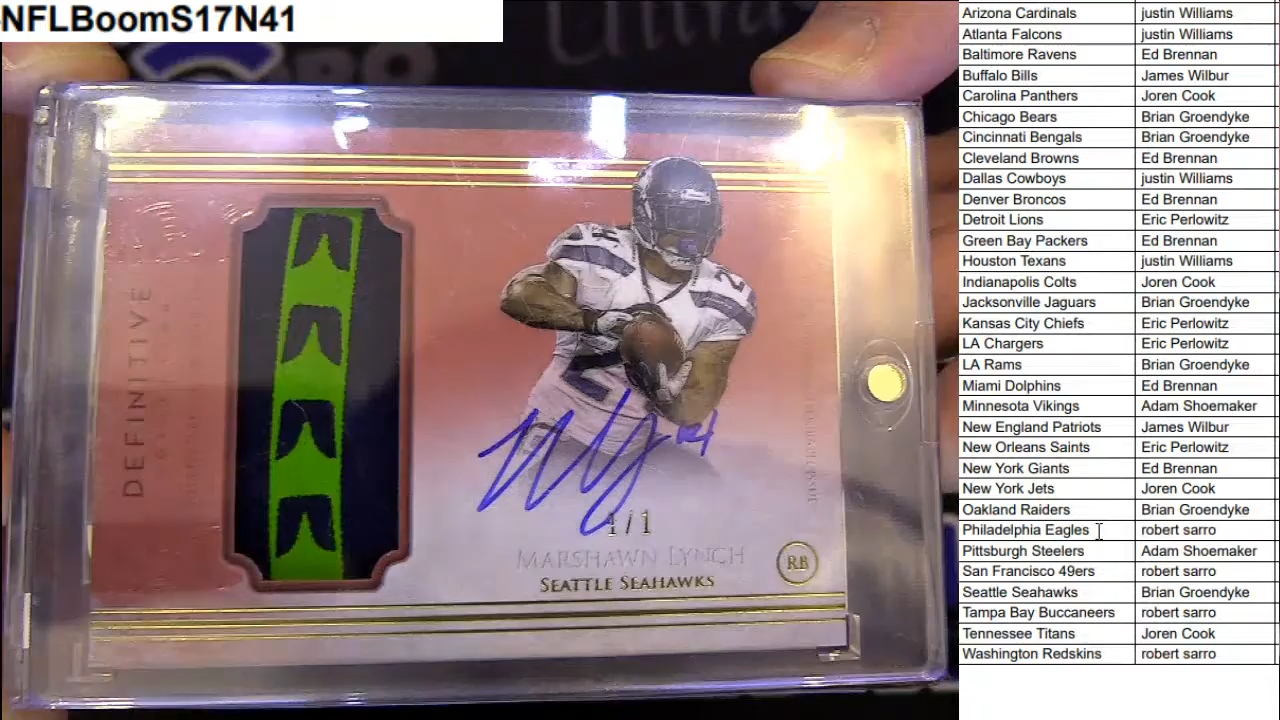 NFLBoomS17N41
DEFINITIVE
1/1
MARSHAWN LYNCH
SEATTLE SEAHAWKS
RB
Arizona Cardinals justin Williams
Atlanta Falcons justin Williams
Baltimore Ravens Ed Brennan
Buffalo Bills James Wilbur
Carolina Panthers Joren Cook
Chicago Bears Brian Groendyke
Cincinnati Bengals Brian Groendyke
Cleveland Browns Ed Brennan
Dallas Cowboys justin Williams
Denver Broncos Ed Brennan
Detroit Lions Eric Perlowitz
Green Bay Packers Ed Brennan
Houston Texans justin Williams
Indianapolis Colts Joren Cook
Jacksonville Jaguars Brian Groendyke
Kansas City Chiefs Eric Perlowitz
LA Chargers Eric Perlowitz
LA Rams Brian Groendyke
Miami Dolphins Ed Brennan
Minnesota Vikings Adam Shoemaker
New England Patriots James Wilbur
New Orleans Saints Eric Perlowitz
New York Giants Ed Brennan
New York Jets Joren Cook
Oakland Raiders Brian Groendyke
Philadelphia Eagles robert sarro
Pittsburgh Steelers Adam Shoemaker
San Francisco 49ers robert sarro
Seattle Seahawks Brian Groendyke
Tampa Bay Buccaneers robert sarro
Tennessee Titans Joren Cook
Washington Redskins robert sarro